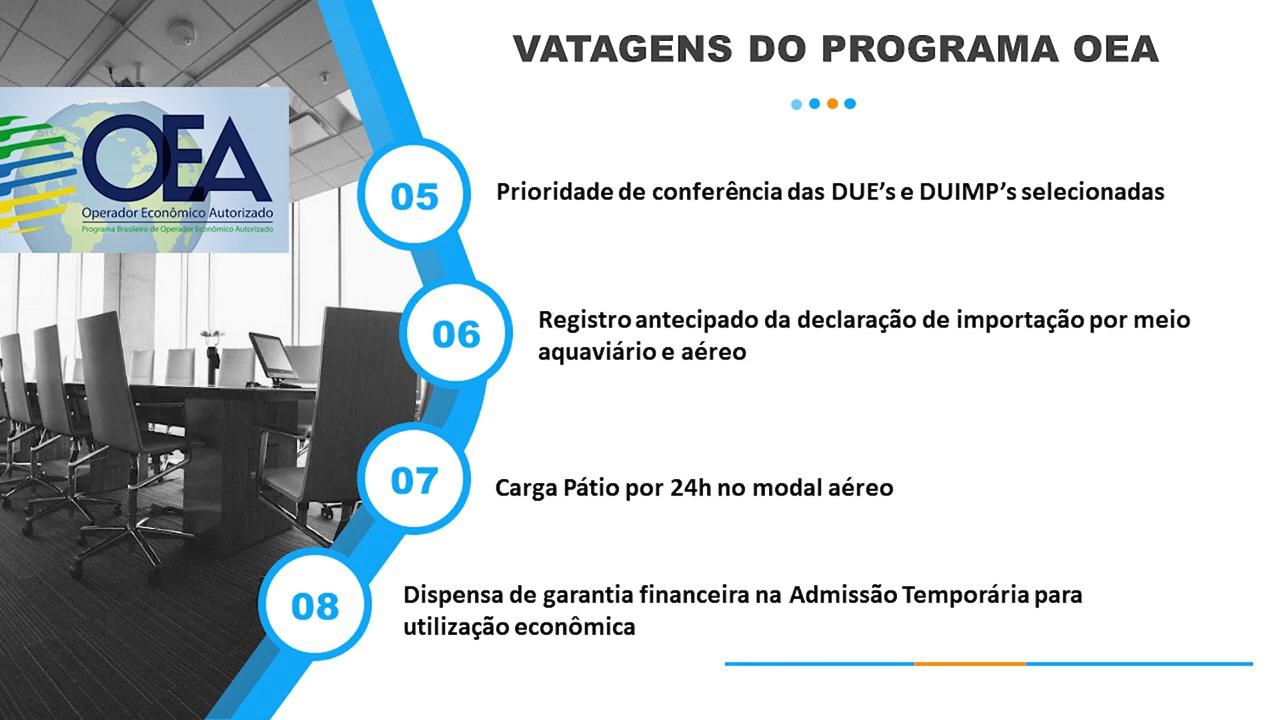 VATAGENS DO PROGRAMA OEA
OEA
Operador Econômico Autorizado
Programa Brasileiro de Operador Econômico Autorizado
05
Prioridade de conferência das DUE’s e DUIMP’s selecionadas
06
Registro antecipado da declaração de importação por meio
aquaviário e aéreo
07
Carga Pátio por 24h no modal aéreo
08
Dispensa de garantia financeira na Admissão Temporária para
utilização econômica